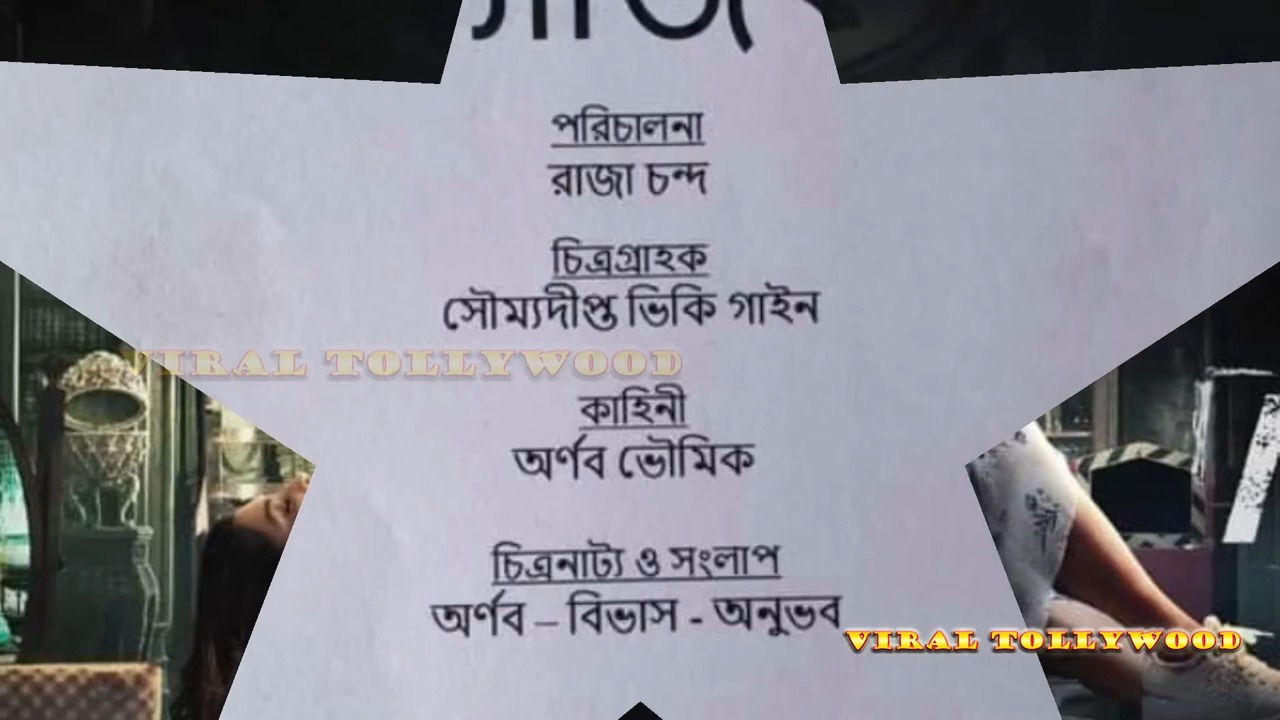 পরিচালনা
রাজা চন্দ
চিত্রগ্রাহক
সৌম্যদীপ্ত ভিকি গাইন
VIRAL TOLLYWOOD
কাহিনী
অর্ণব ভৌমিক
চিত্রনাট্য ও সংলাপ
অর্ণব – বিভাস - অনুভব
VIRAL TOLLYWOOD